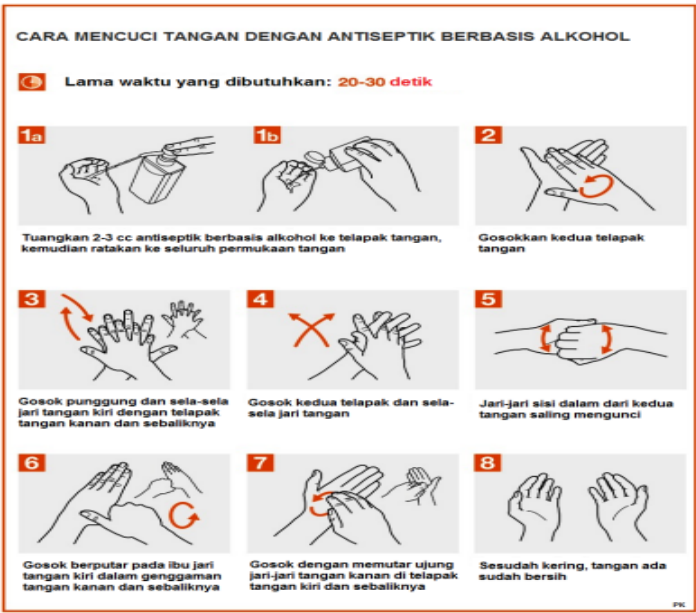 CARA MENCUCI TANGAN DENGAN ANTISEPTIK BERBASIS ALKOHOL
Lama waktu yang dibutuhkan: 20-30 detik
1a
1b
Tuangkan 2-3 cc antiseptik berbasis alkohol ke telapak tangan,
kemudian ratakan ke seluruh permukaan tangan
2
Gosokkan kedua telapak
tangan
3
Gosok punggung dan sela-sela
jari tangan kiri dengan telapak
tangan kanan dan sebaliknya
4
Gosok kedua telapak dan sela-
sela jari tangan
5
Jari-jari sisi dalam dari kedua
tangan saling mengunci
6
Gosok berputar pada ibu jari
tangan kiri dalam genggaman
tangan kanan dan sebaliknya
7
Gosok dengan memutar ujung
jari-jari tangan kanan di telapak
tangan kiri dan sebaliknya
8
Sesudah kering, tangan ada
sudah bersih
PK